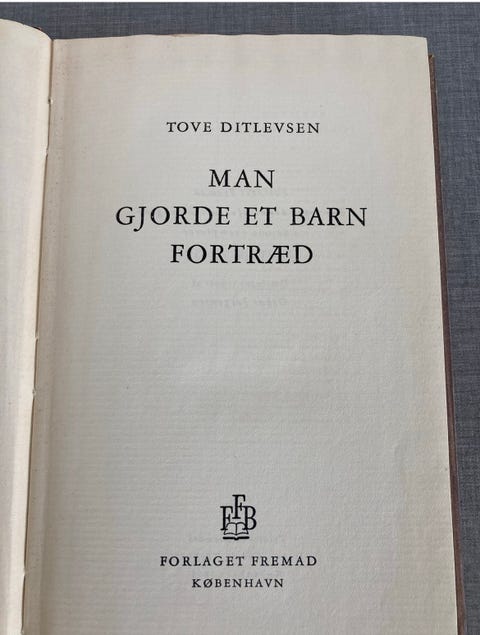 TOVE DITLEVSEN
MAN
GJORDE ET BARN
FORTRÆD
FFB
FORLAGET FREMAD
KØBENHAVN